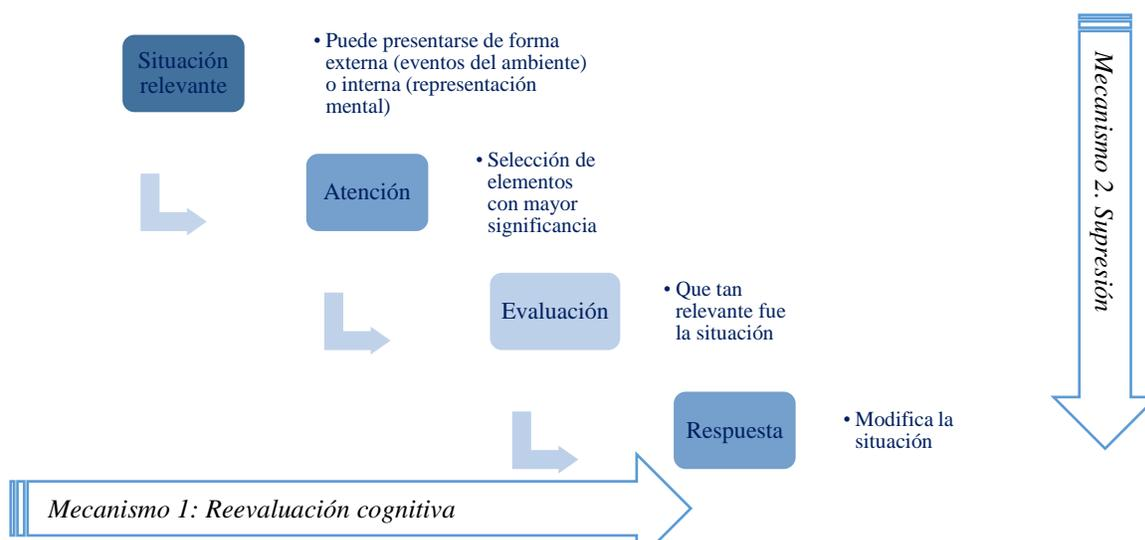 Situación
relevante
• Puede presentarse de forma
externa (eventos del ambiente)
o interna (representación
mental)
Atención
• Selección de
elementos
con mayor
significancia
Evaluación
• Que tan
relevante fue
la situación
Respuesta
• Modifica la
situación
Mecanismo 1: Reevaluación cognitiva
Mecanismo 2. Supresión